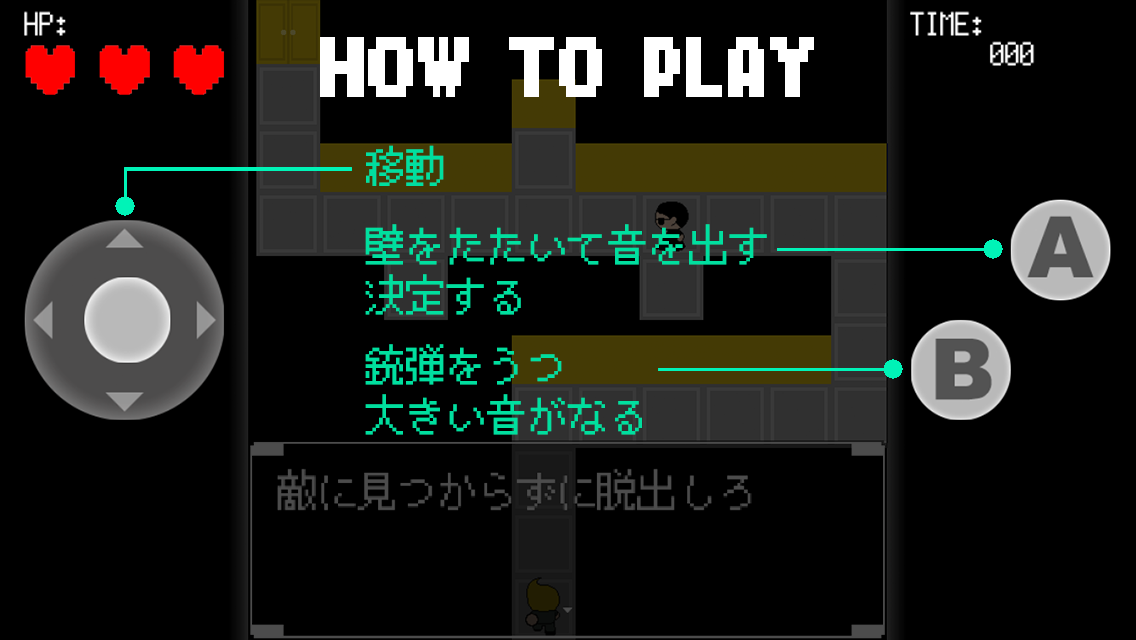 HP:
TIME:
000
HOW TO PLAY
移動
壁をたたいて音を出す
決定する
A
銃弾をうつ
大きい音がなる
B
敵に見つからずに脱出しろ